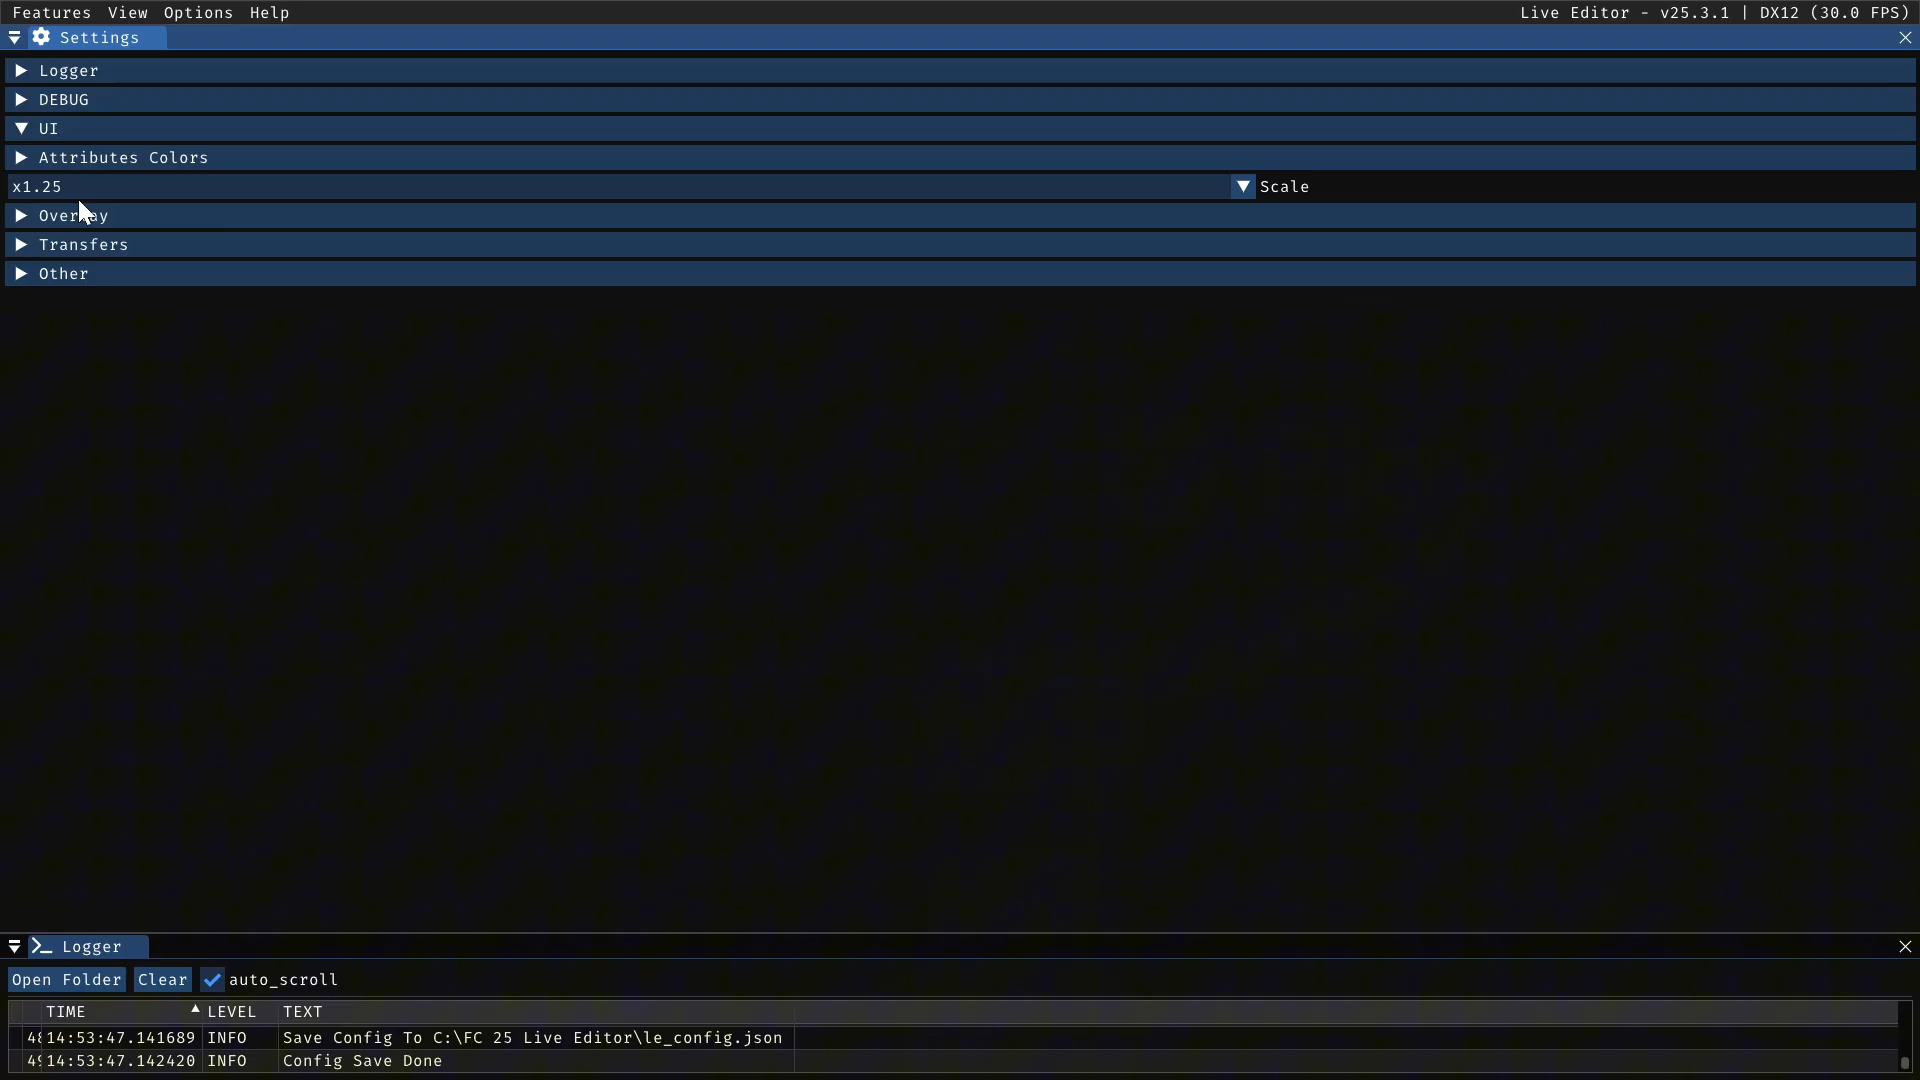 Features View Options Help Live Editor - v25.3.1 | DX12 (30.0 FPS)
Settings
Logger
DEBUG
UI
Attributes Colors
x1.25 Scale
Transfers
Other
Logger
Open Folder Clear auto_scroll
TIME LEVEL TEXT
14:53:47.141689 INFO Save Config To C:\FC 25 Live Editor\le_config.json
14:53:47.142420 INFO Config Save Done